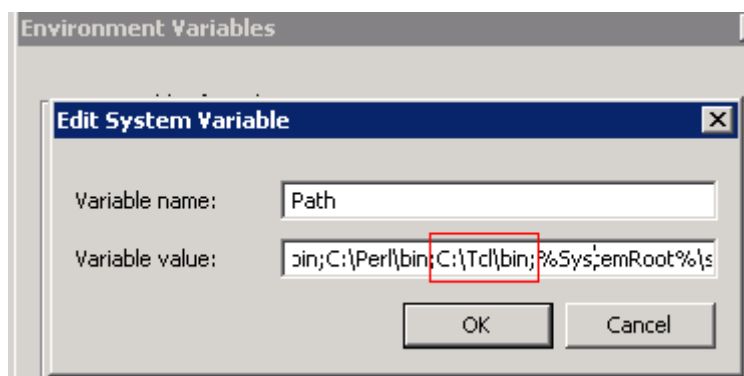 Environment Variables
Edit System Variable
Variable name: Path
Variable value: bin;C:\Perl\bin;C:\Tcl\bin;%SystemRoot%\s
OK Cancel